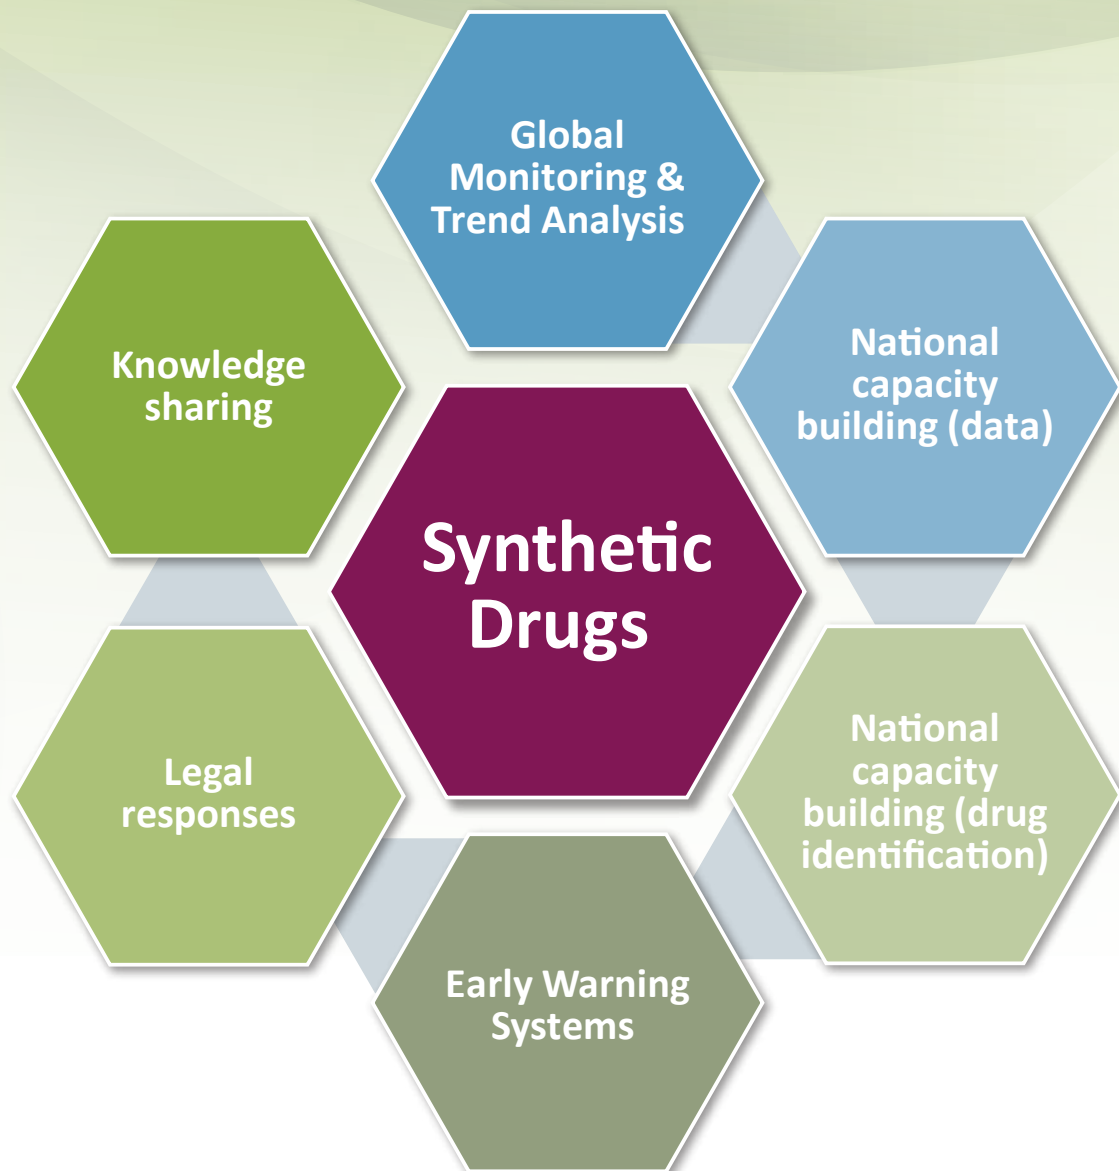 Global
Monitoring &
Trend Analysis
Knowledge
sharing
National
capacity
building (data)
Synthetic
Drugs
Legal
responses
National
capacity
building (drug
identification)
Early Warning
Systems